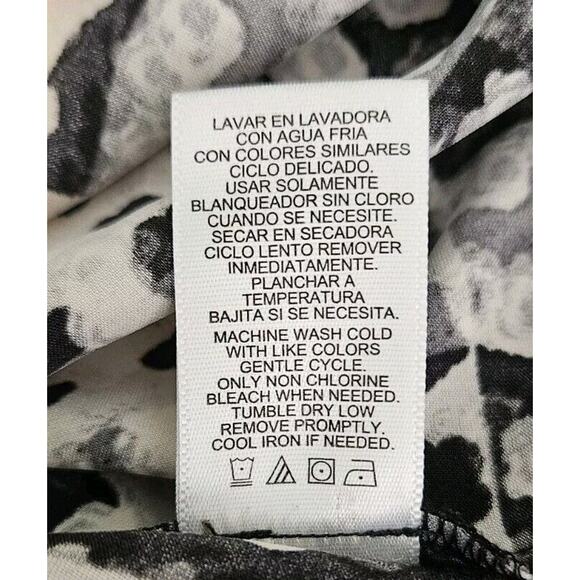 LAVAR EN LAVADORA
CON AGUA FRIA
CON COLORES SIMILARES
CICLO DELICADO.
USAR SOLAMENTE
BLANQUEADOR SIN CLORO
CUANDO SE NECESITE.
SECAR EN SECADORA
CICLO LENTO REMOVER
INMEDIATAMENTE.
PLANCHAR A
TEMPERATURA
BAJITA SI SE NECESITA.
MACHINE WASH COLD
WITH LIKE COLORS
GENTLE CYCLE.
ONLY NON CHLORINE
BLEACH WHEN NEEDED.
TUMBLE DRY LOW
REMOVE PROMPTLY.
COOL IRON IF NEEDED.